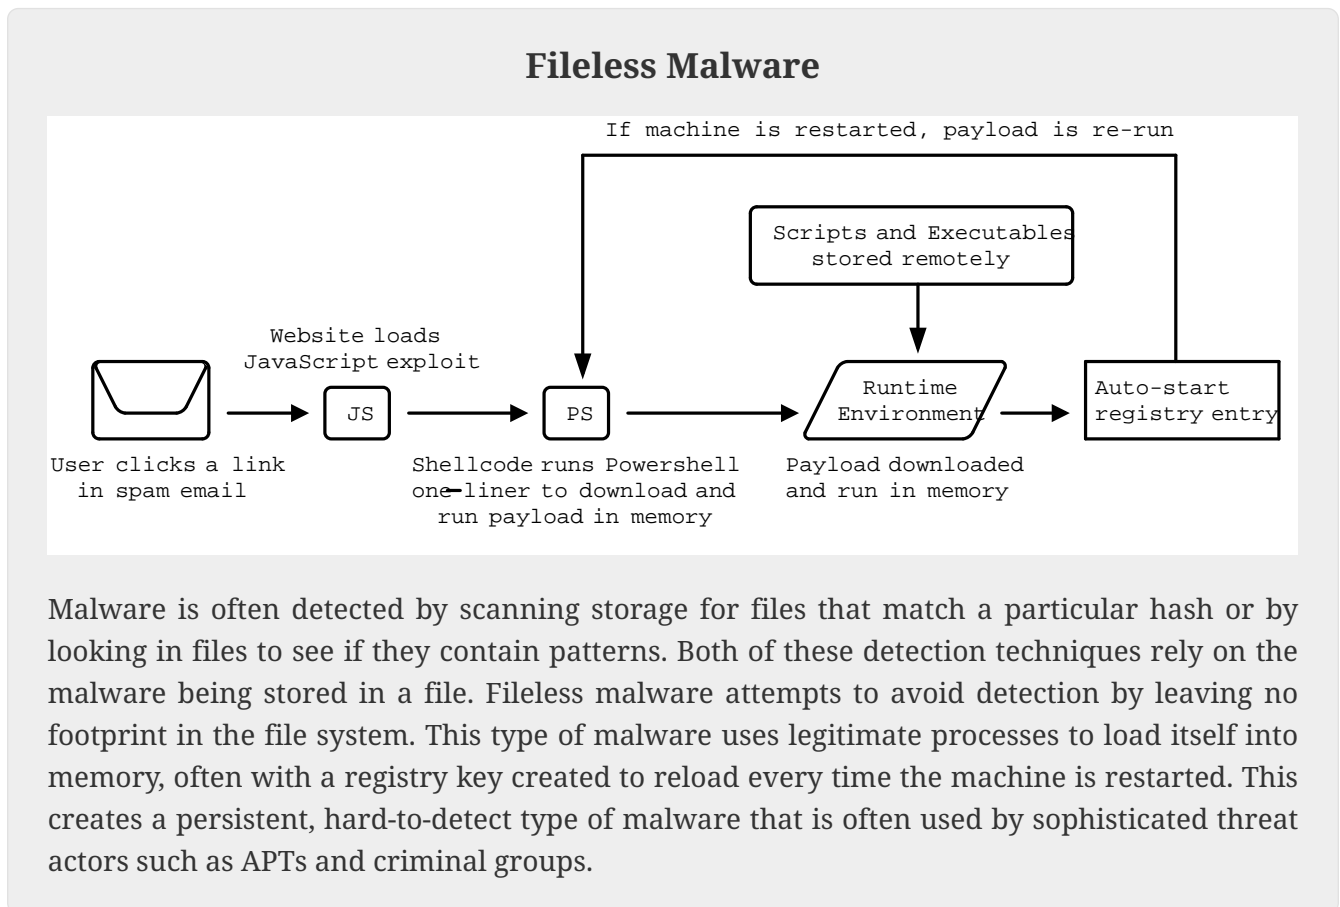 Fileless Malware
If machine is restarted, payload is re-run
Scripts and Executables
stored remotely
Website loads
JavaScript exploit
JS
PS
Runtime
Environment
Auto-start
registry entry
User clicks a link
in spam email
Shellcode runs Powershell
one-liner to download and
run payload in memory
Payload downloaded
and run in memory
Malware is often detected by scanning storage for files that match a particular hash or by
looking in files to see if they contain patterns. Both of these detection techniques rely on the
malware being stored in a file. Fileless malware attempts to avoid detection by leaving no
footprint in the file system. This type of malware uses legitimate processes to load itself into
memory, often with a registry key created to reload every time the machine is restarted. This
creates a persistent, hard-to-detect type of malware that is often used by sophisticated threat
actors such as APTs and criminal groups.